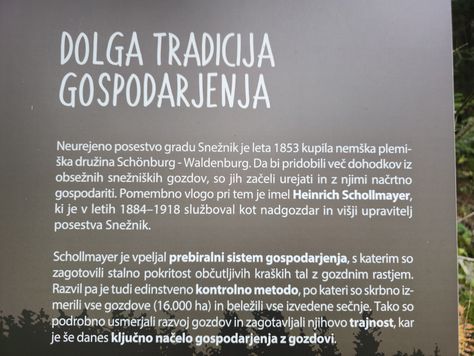 DOLGA TRADICIJA
GOSPODARJENJA
Neurejeno posestvo gradu Snežnik je leta 1853 kupila nemška plemi-
ška družina Schönburg - Waldenburg. Da bi pridobili več dohodkov iz
obsežnih snežniških gozdov, so jih začeli urejati in z njimi načrtno
gospodariti. Pomembno vlogo pri tem je imel Heinrich Schollmayer,
ki je v letih 1884–1918 služboval kot nadgozdar in višji upravitelj
posestva Snežnik.
Schollmayer je vpeljal prebiralni sistem gospodarjenja, s katerim so
zagotovili stalno pokritost občutljivih kraških tal z gozdnim rastjem.
Razvil pa je tudi edinstveno kontrolno metodo, po kateri so skrbno iz-
merili vse gozdove (16.000 ha) in beležili vse izvedene sečnje. Tako so
podrobno usmerjali razvoj gozdov in zagotavljali njihovo trajnost, kar
je še danes ključno načelo gospodarjenja z gozdovi.